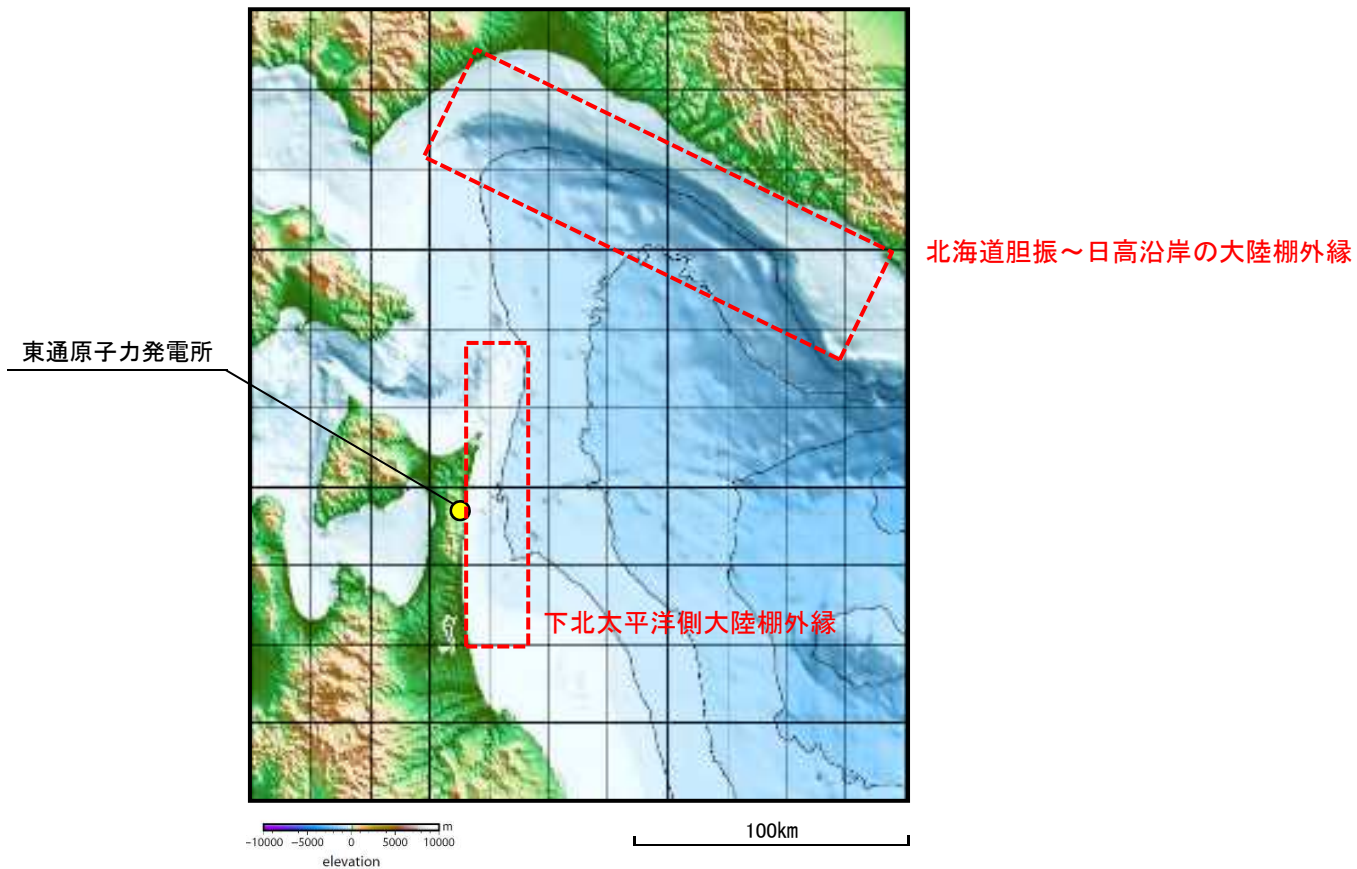 北海道胆振～日高沿岸の大陸棚外縁
東通原子力発電所
下北太平洋側大陸棚外縁
m
-10000 -5000 0 5000 10000
elevation
100km